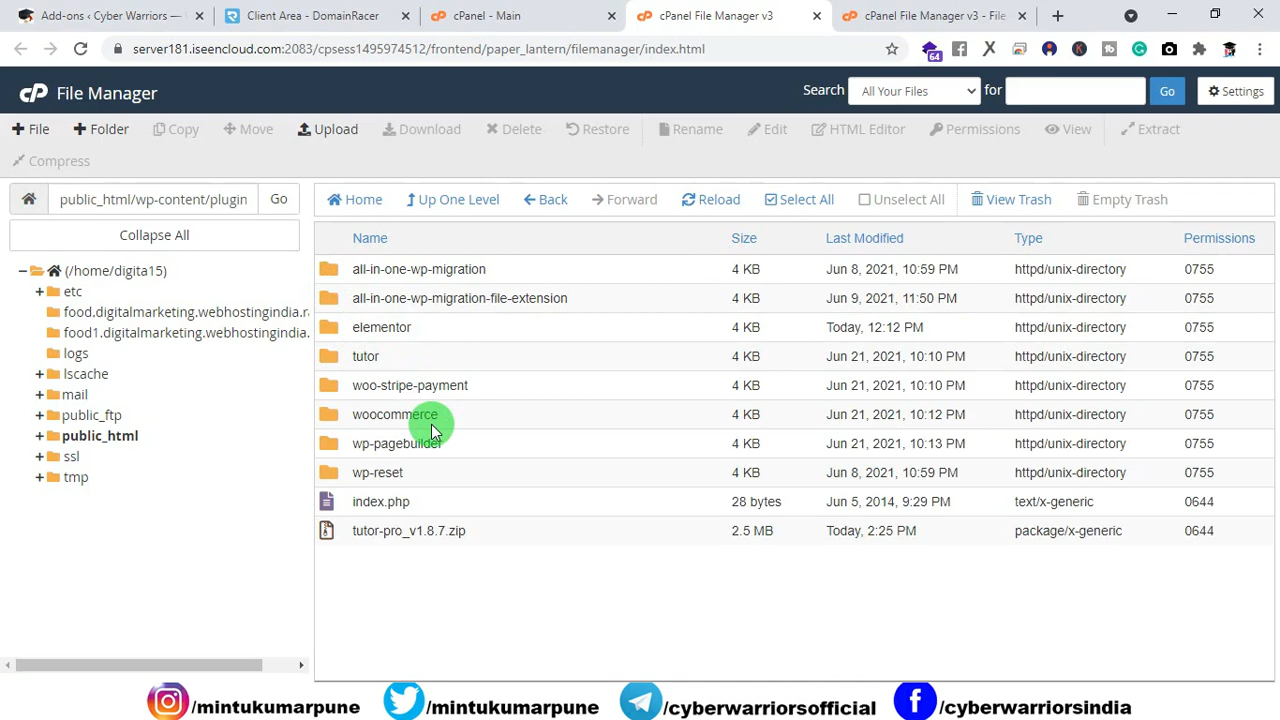 Add-ons ‹ Cyber Warriors —
Client Area - DomainRacer
cPanel - Main
cPanel File Manager v3
cPanel File Manager v3 - File
server181.iseencloud.com:2083/cpsess1495974512/frontend/paper_lantern/filemanager/index.html
64
cP File Manager
Search All Your Files for Go Settings
File Folder Copy Move Upload Download Delete Restore Rename Edit HTML Editor Permissions View Extract
Compress
public_html/wp-content/plugin Go
Home Up One Level Back Forward Reload Select All Unselect All View Trash Empty Trash
Collapse All
Name Size Last Modified Type Permissions
(/home/digita15)
etc
food.digitalmarketing.webhostingindia.r
food1.digitalmarketing.webhostingindia.
logs
lscache
mail
public_ftp
public_html
ssl
tmp
all-in-one-wp-migration 4 KB Jun 8, 2021, 10:59 PM httpd/unix-directory 0755
all-in-one-wp-migration-file-extension 4 KB Jun 9, 2021, 11:50 PM httpd/unix-directory 0755
elementor 4 KB Today, 12:12 PM httpd/unix-directory 0755
tutor 4 KB Jun 21, 2021, 10:10 PM httpd/unix-directory 0755
woo-stripe-payment 4 KB Jun 21, 2021, 10:10 PM httpd/unix-directory 0755
woocommerce 4 KB Jun 21, 2021, 10:12 PM httpd/unix-directory 0755
wp-pagebuilder 4 KB Jun 21, 2021, 10:13 PM httpd/unix-directory 0755
wp-reset 4 KB Jun 8, 2021, 10:59 PM httpd/unix-directory 0755
index.php 28 bytes Jun 5, 2014, 9:29 PM text/x-generic 0644
tutor-pro_v1.8.7.zip 2.5 MB Today, 2:25 PM package/x-generic 0644
/mintukumarpune /mintukumarpune /cyberwarriorsofficial /cyberwarriorsindia